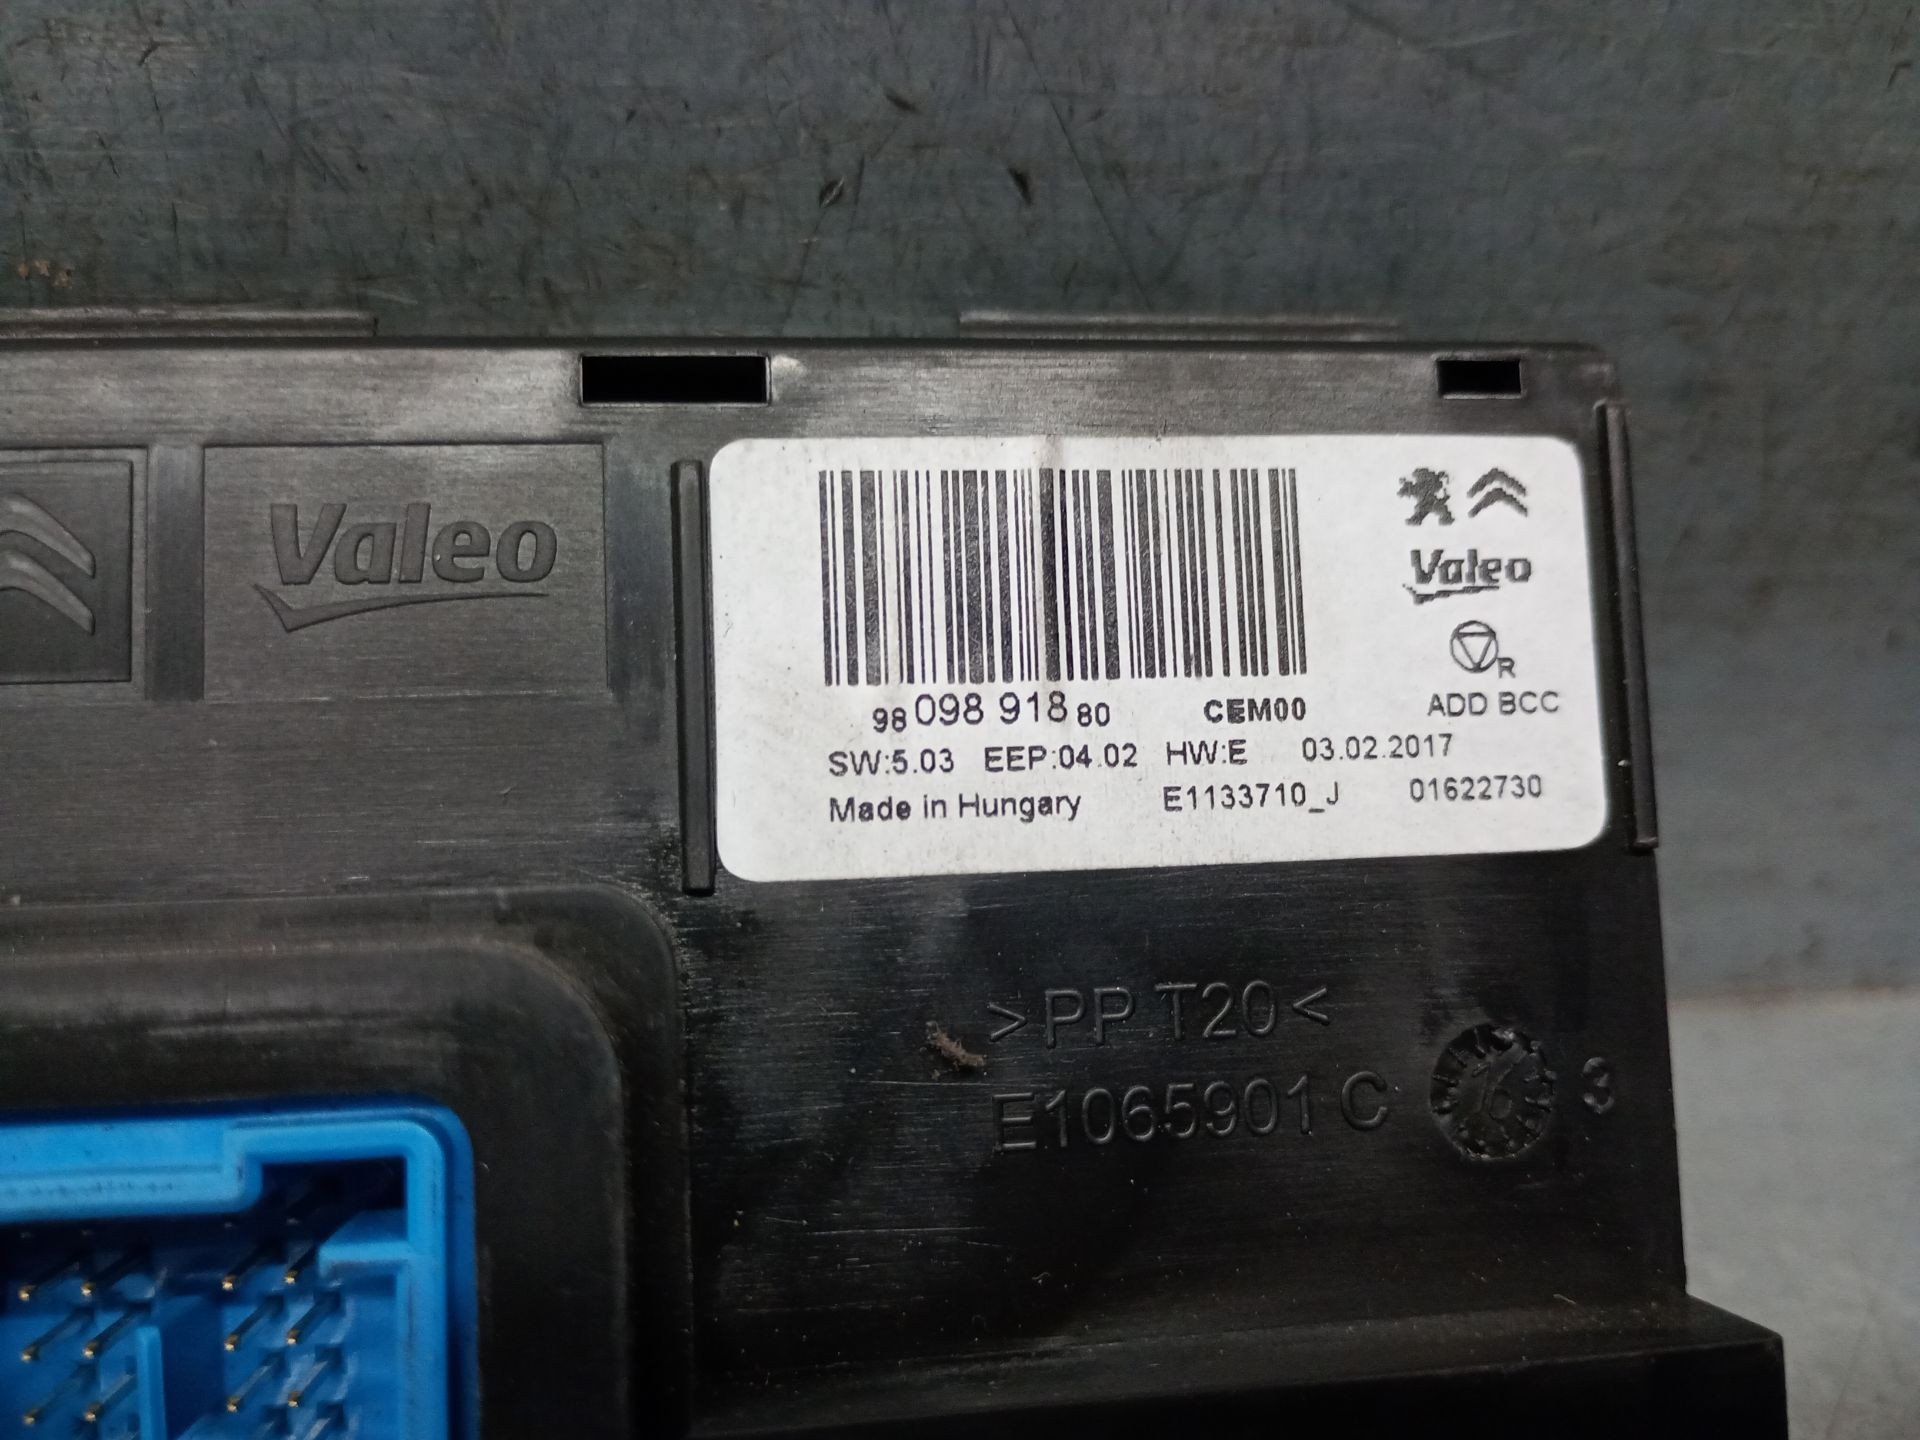 Valeo
Valeo
98 098 918 80 CEM00
R
ADD BCC
SW:5.03 EEP:04.02 HW:E 03.02.2017
Made in Hungary E1133710_J 01622730
>PP T20<
E1065901 C
3